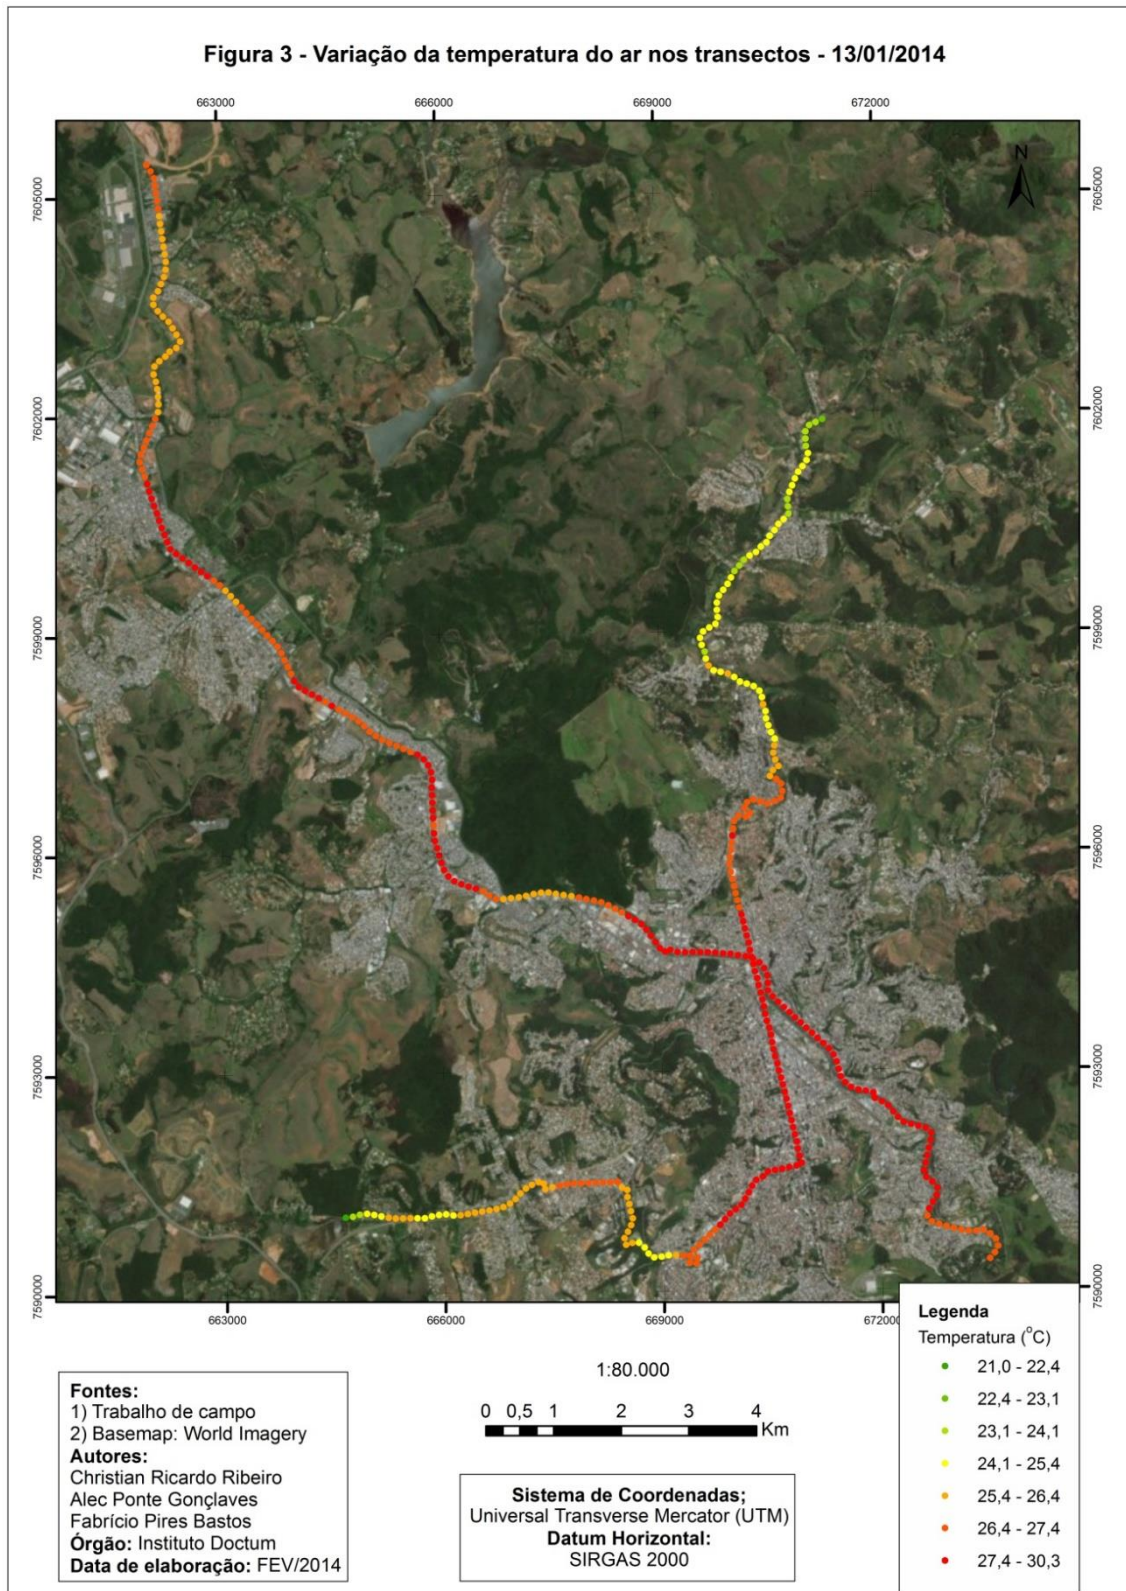 Figura 3 - Variação da temperatura do ar nos transectos - 13/01/2014
663000 666000 669000 672000
N
7605000 7605000
7602000 7602000
7599000 7599000
7596000 7596000
7593000 7593000
7590000 7590000
663000 666000 669000 672000
1:80.000
0 0,5 1 2 3 4
Km
Fontes:
1) Trabalho de campo
2) Basemap: World Imagery
Autores:
Christian Ricardo Ribeiro
Alec Ponte Gonçlaves
Fabrício Pires Bastos
Órgão: Instituto Doctum
Data de elaboração: FEV/2014
Sistema de Coordenadas;
Universal Transverse Mercator (UTM)
Datum Horizontal:
SIRGAS 2000
Legenda
Temperatura (°C)
21,0 - 22,4
22,4 - 23,1
23,1 - 24,1
24,1 - 25,4
25,4 - 26,4
26,4 - 27,4
27,4 - 30,3